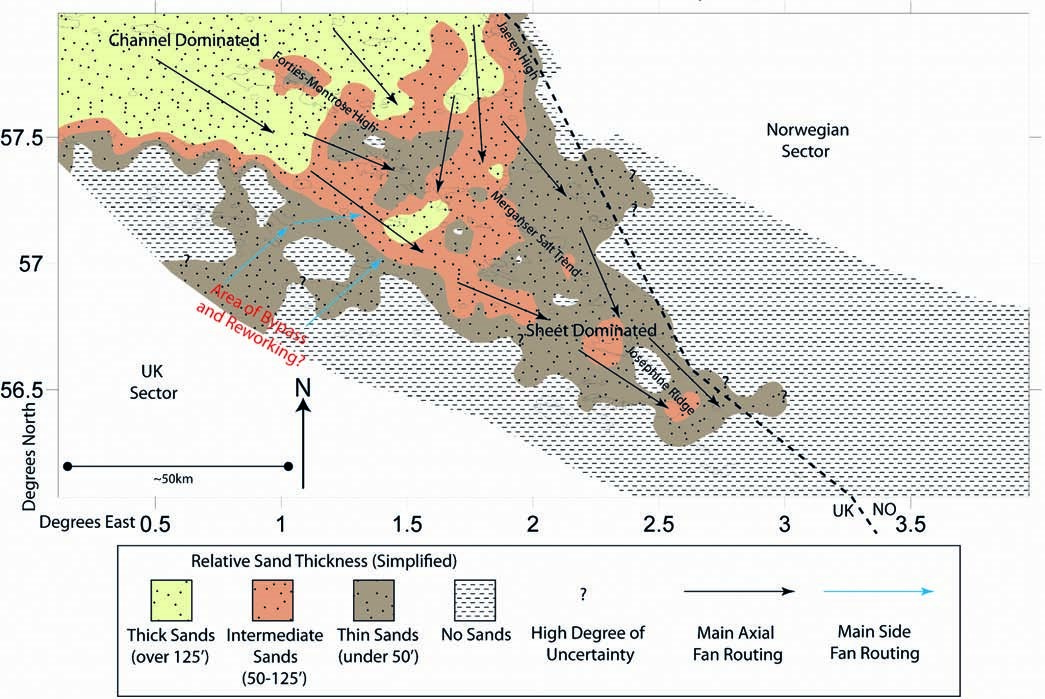 Channel Dominated
Forties-Montrose High
Jaeren High
57.5
Norwegian
Sector
?
?
Merganser Salt Trend
57
?
?
Area of Bypass
and Reworking?
Sheet Dominated
?
UK
Sector
Josephine Ridge
?
?
56.5
N
Degrees North
~50km
UK NO
Degrees East 0.5 1 1.5 2 2.5 3 3.5
Relative Sand Thickness (Simplified)
?
Thick Sands
(over 125')
Intermediate
Sands
(50-125')
Thin Sands
(under 50')
No Sands
High Degree of
Uncertainty
Main Axial
Fan Routing
Main Side
Fan Routing